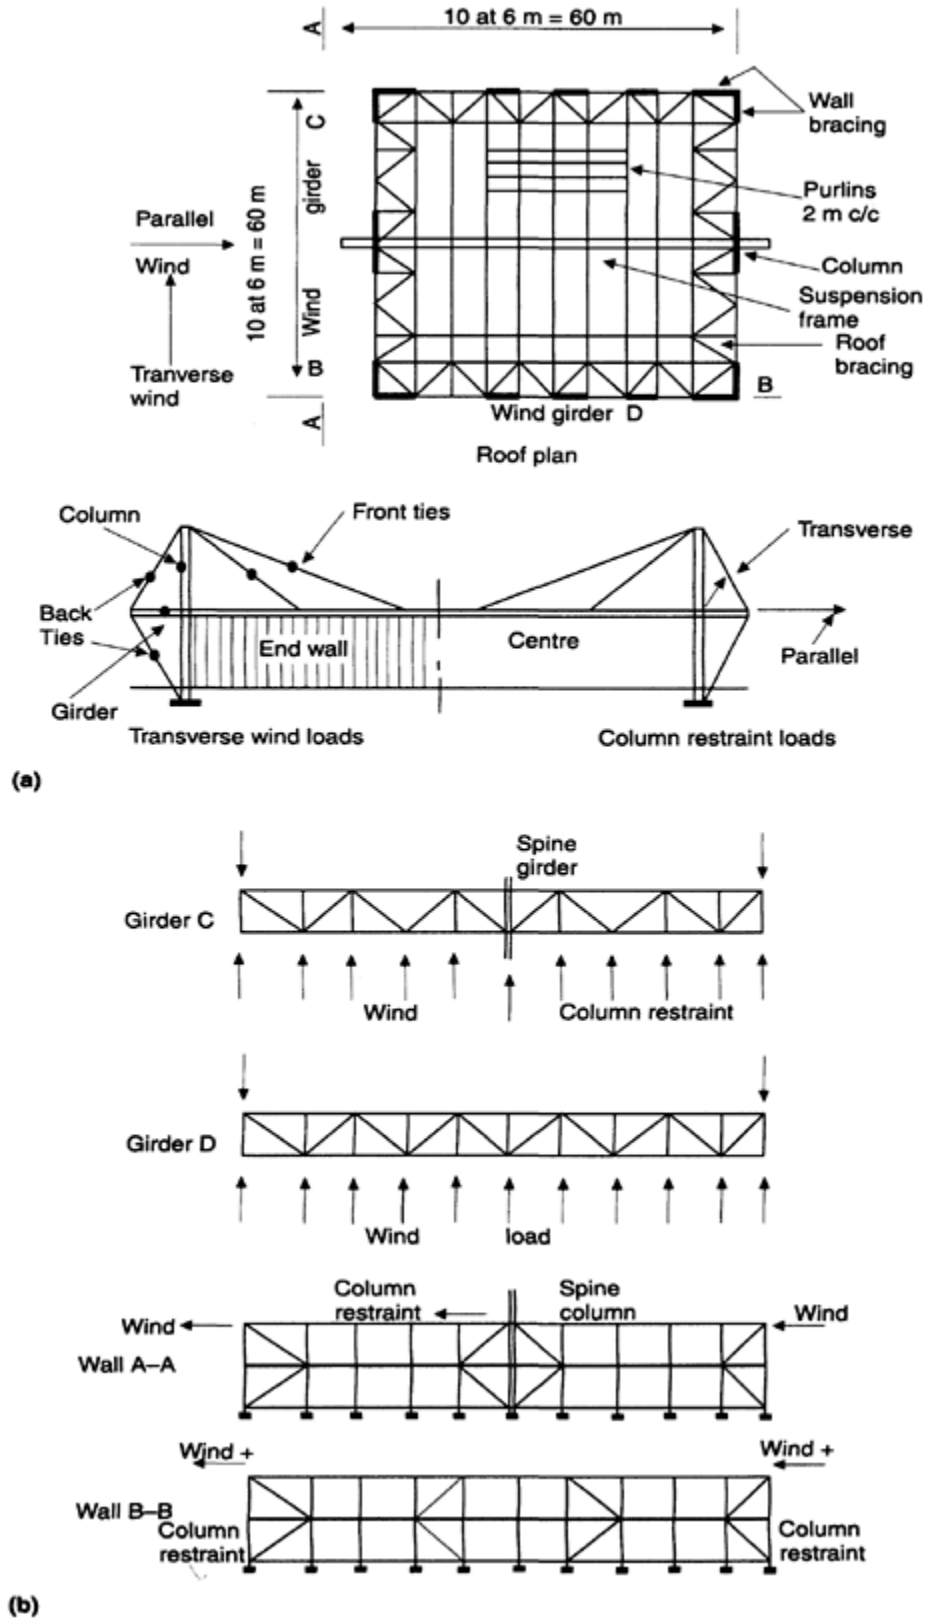 10 at 6 m = 60 m
A
Wall
bracing
C
girder
10 at 6 m = 60 m
Purlins
2 m c/c
Parallel
Wind
Column
Suspension
frame
Wind
Roof
bracing
Tranverse
wind
B
B
A
Wind girder D
Roof plan
Column
Front ties
Transverse
Back
Ties
End wall
Centre
Parallel
Girder
Transverse wind loads
Column restraint loads
(a)
Spine
girder
Girder C
Wind
Column restraint
Girder D
Wind
load
Column
restraint
Spine
column
Wind
Wind
Wall A–A
Wind +
Wind +
Wall B–B
Column
restraint
Column
restraint
(b)